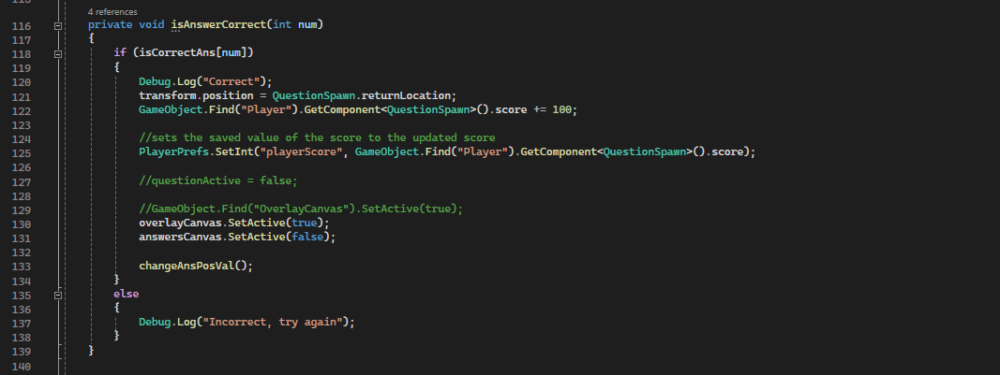 4 references
116 private void isAnswerCorrect(int num)
117 {
118 if (isCorrectAns[num])
119 {
120 Debug.Log("Correct");
121 transform.position = QuestionSpawn.returnLocation;
122 GameObject.Find("Player").GetComponent<QuestionSpawn>().score += 100;
123
124 //sets the saved value of the score to the updated score
125 PlayerPrefs.SetInt("playerScore", GameObject.Find("Player").GetComponent<QuestionSpawn>().score);
126
127 //questionActive = false;
128
129 //GameObject.Find("OverlayCanvas").SetActive(true);
130 overlayCanvas.SetActive(true);
131 answersCanvas.SetActive(false);
132
133 changeAnsPosVal();
134 }
135 else
136 {
137 Debug.Log("Incorrect, try again");
138 }
139 }
140